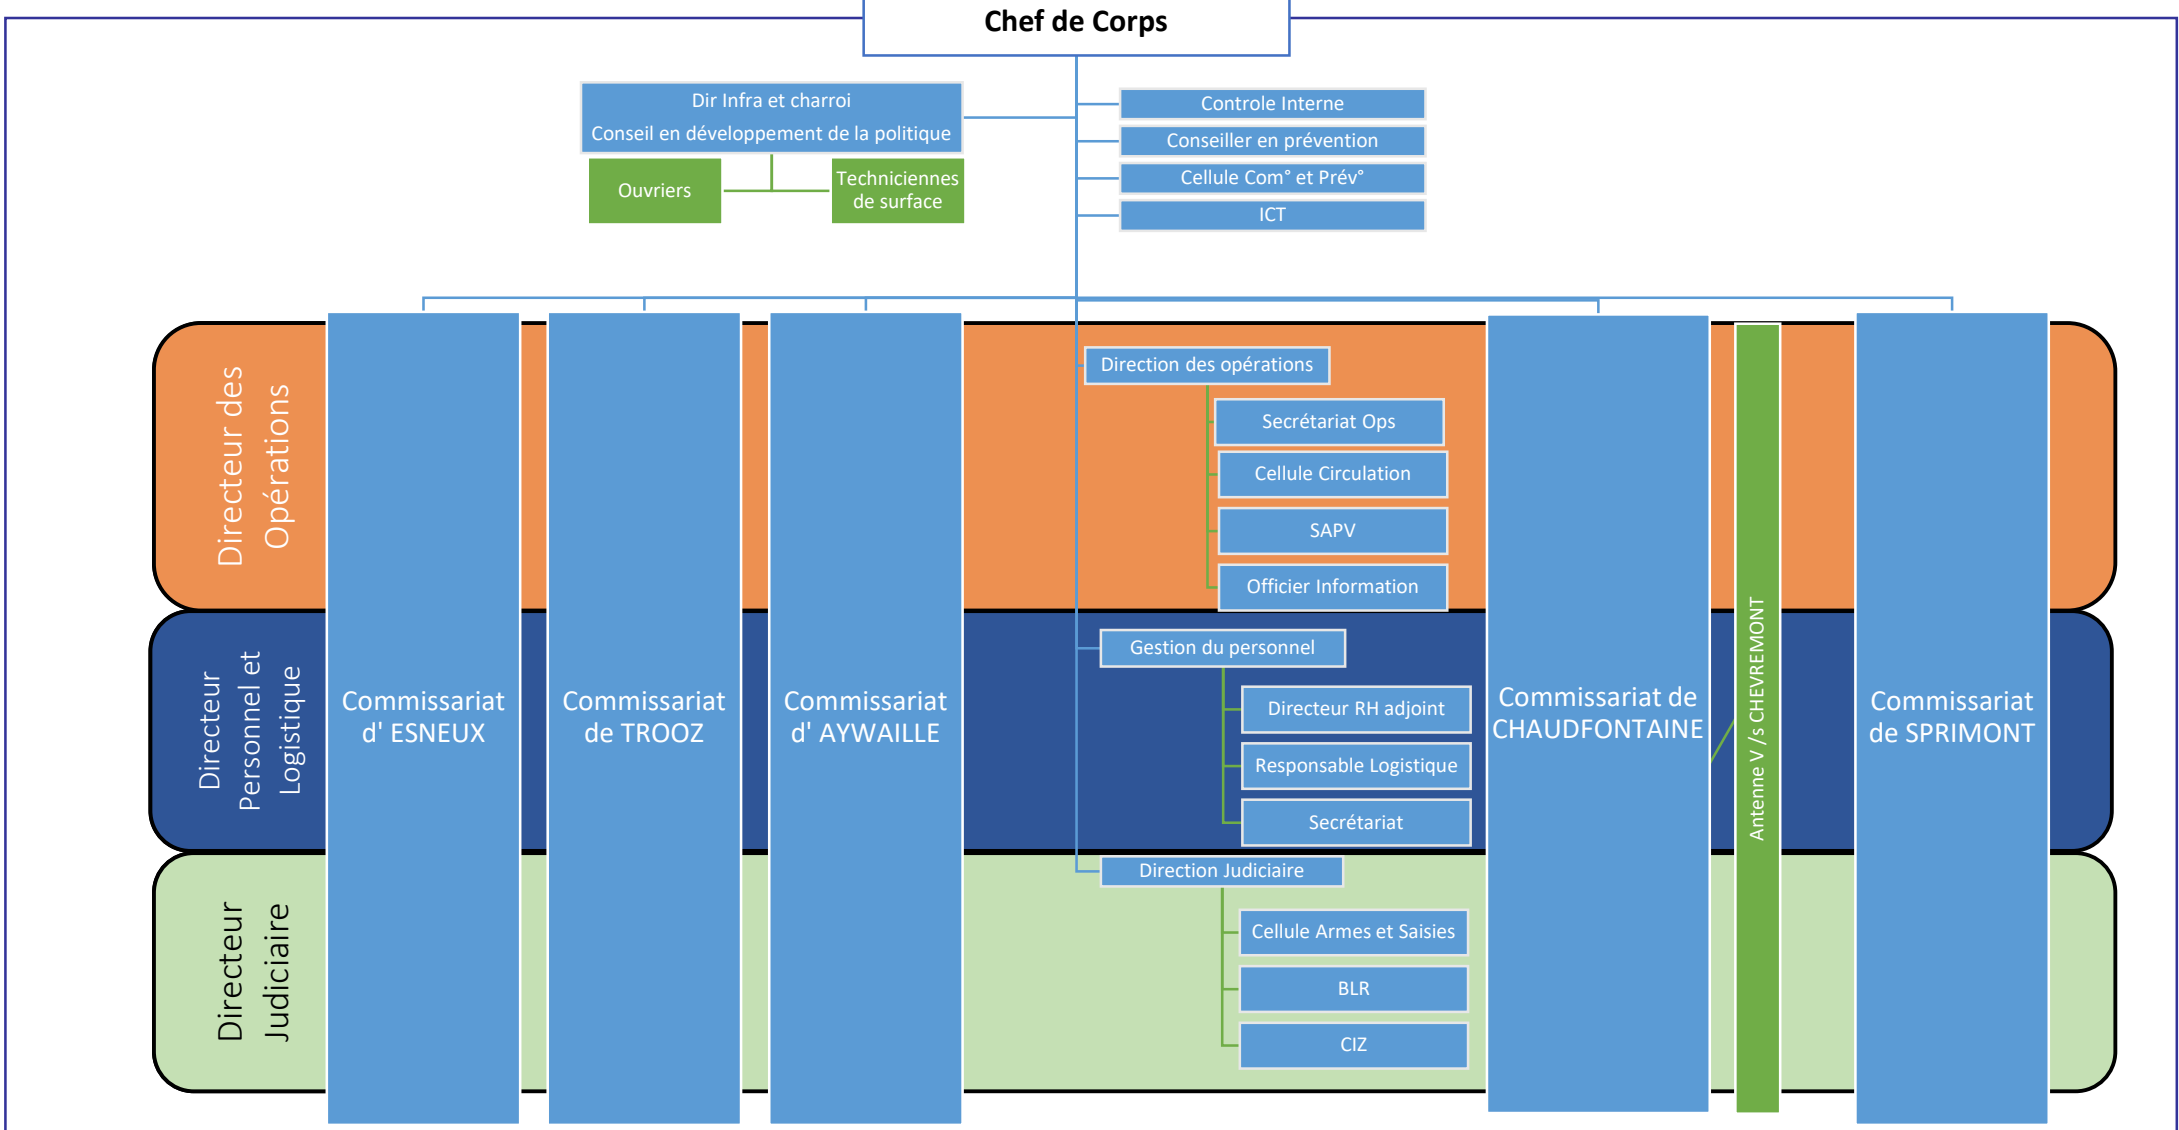 Chef de Corps
Dir Infra et charroi
Conseil en développement de la politique
Ouvriers
Techniciennes
de surface
Controle Interne
Conseiller en prévention
Cellule Com° et Prév°
ICT
Directeur des
Opérations
Directeur
Personnel et
Logistique
Directeur
Judiciaire
Commissariat
d' ESNEUX
Commissariat
de TROOZ
Commissariat
d' AYWAILLE
Direction des opérations
Secrétariat Ops
Cellule Circulation
SAPV
Officier Information
Gestion du personnel
Directeur RH adjoint
Responsable Logistique
Secrétariat
Direction Judiciaire
Cellule Armes et Saisies
BLR
CIZ
Commissariat de
CHAUDFONTAINE
Antenne V /s CHEVREMONT
Commissariat
de SPRIMONT